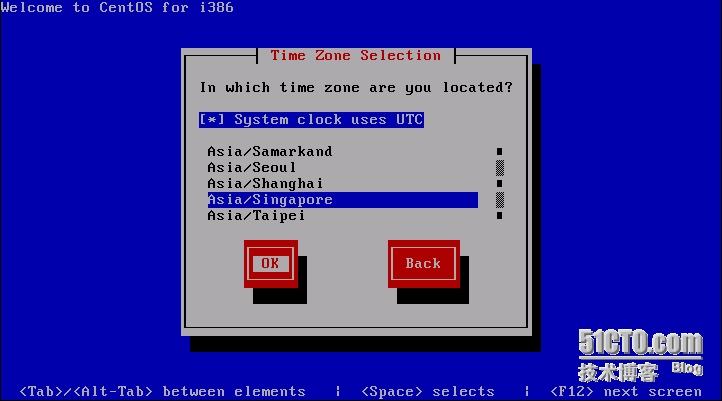 Welcome to CentOS for i386
Time Zone Selection
In which time zone are you located?
[*] System clock uses UTC
Asia/Samarkand
Asia/Seoul
Asia/Shanghai
Asia/Singapore
Asia/Taipei
OK Back
51CTO.com
技术博客 Blog
<Tab>/<Alt-Tab> between elements | <Space> selects | <F12> next screen